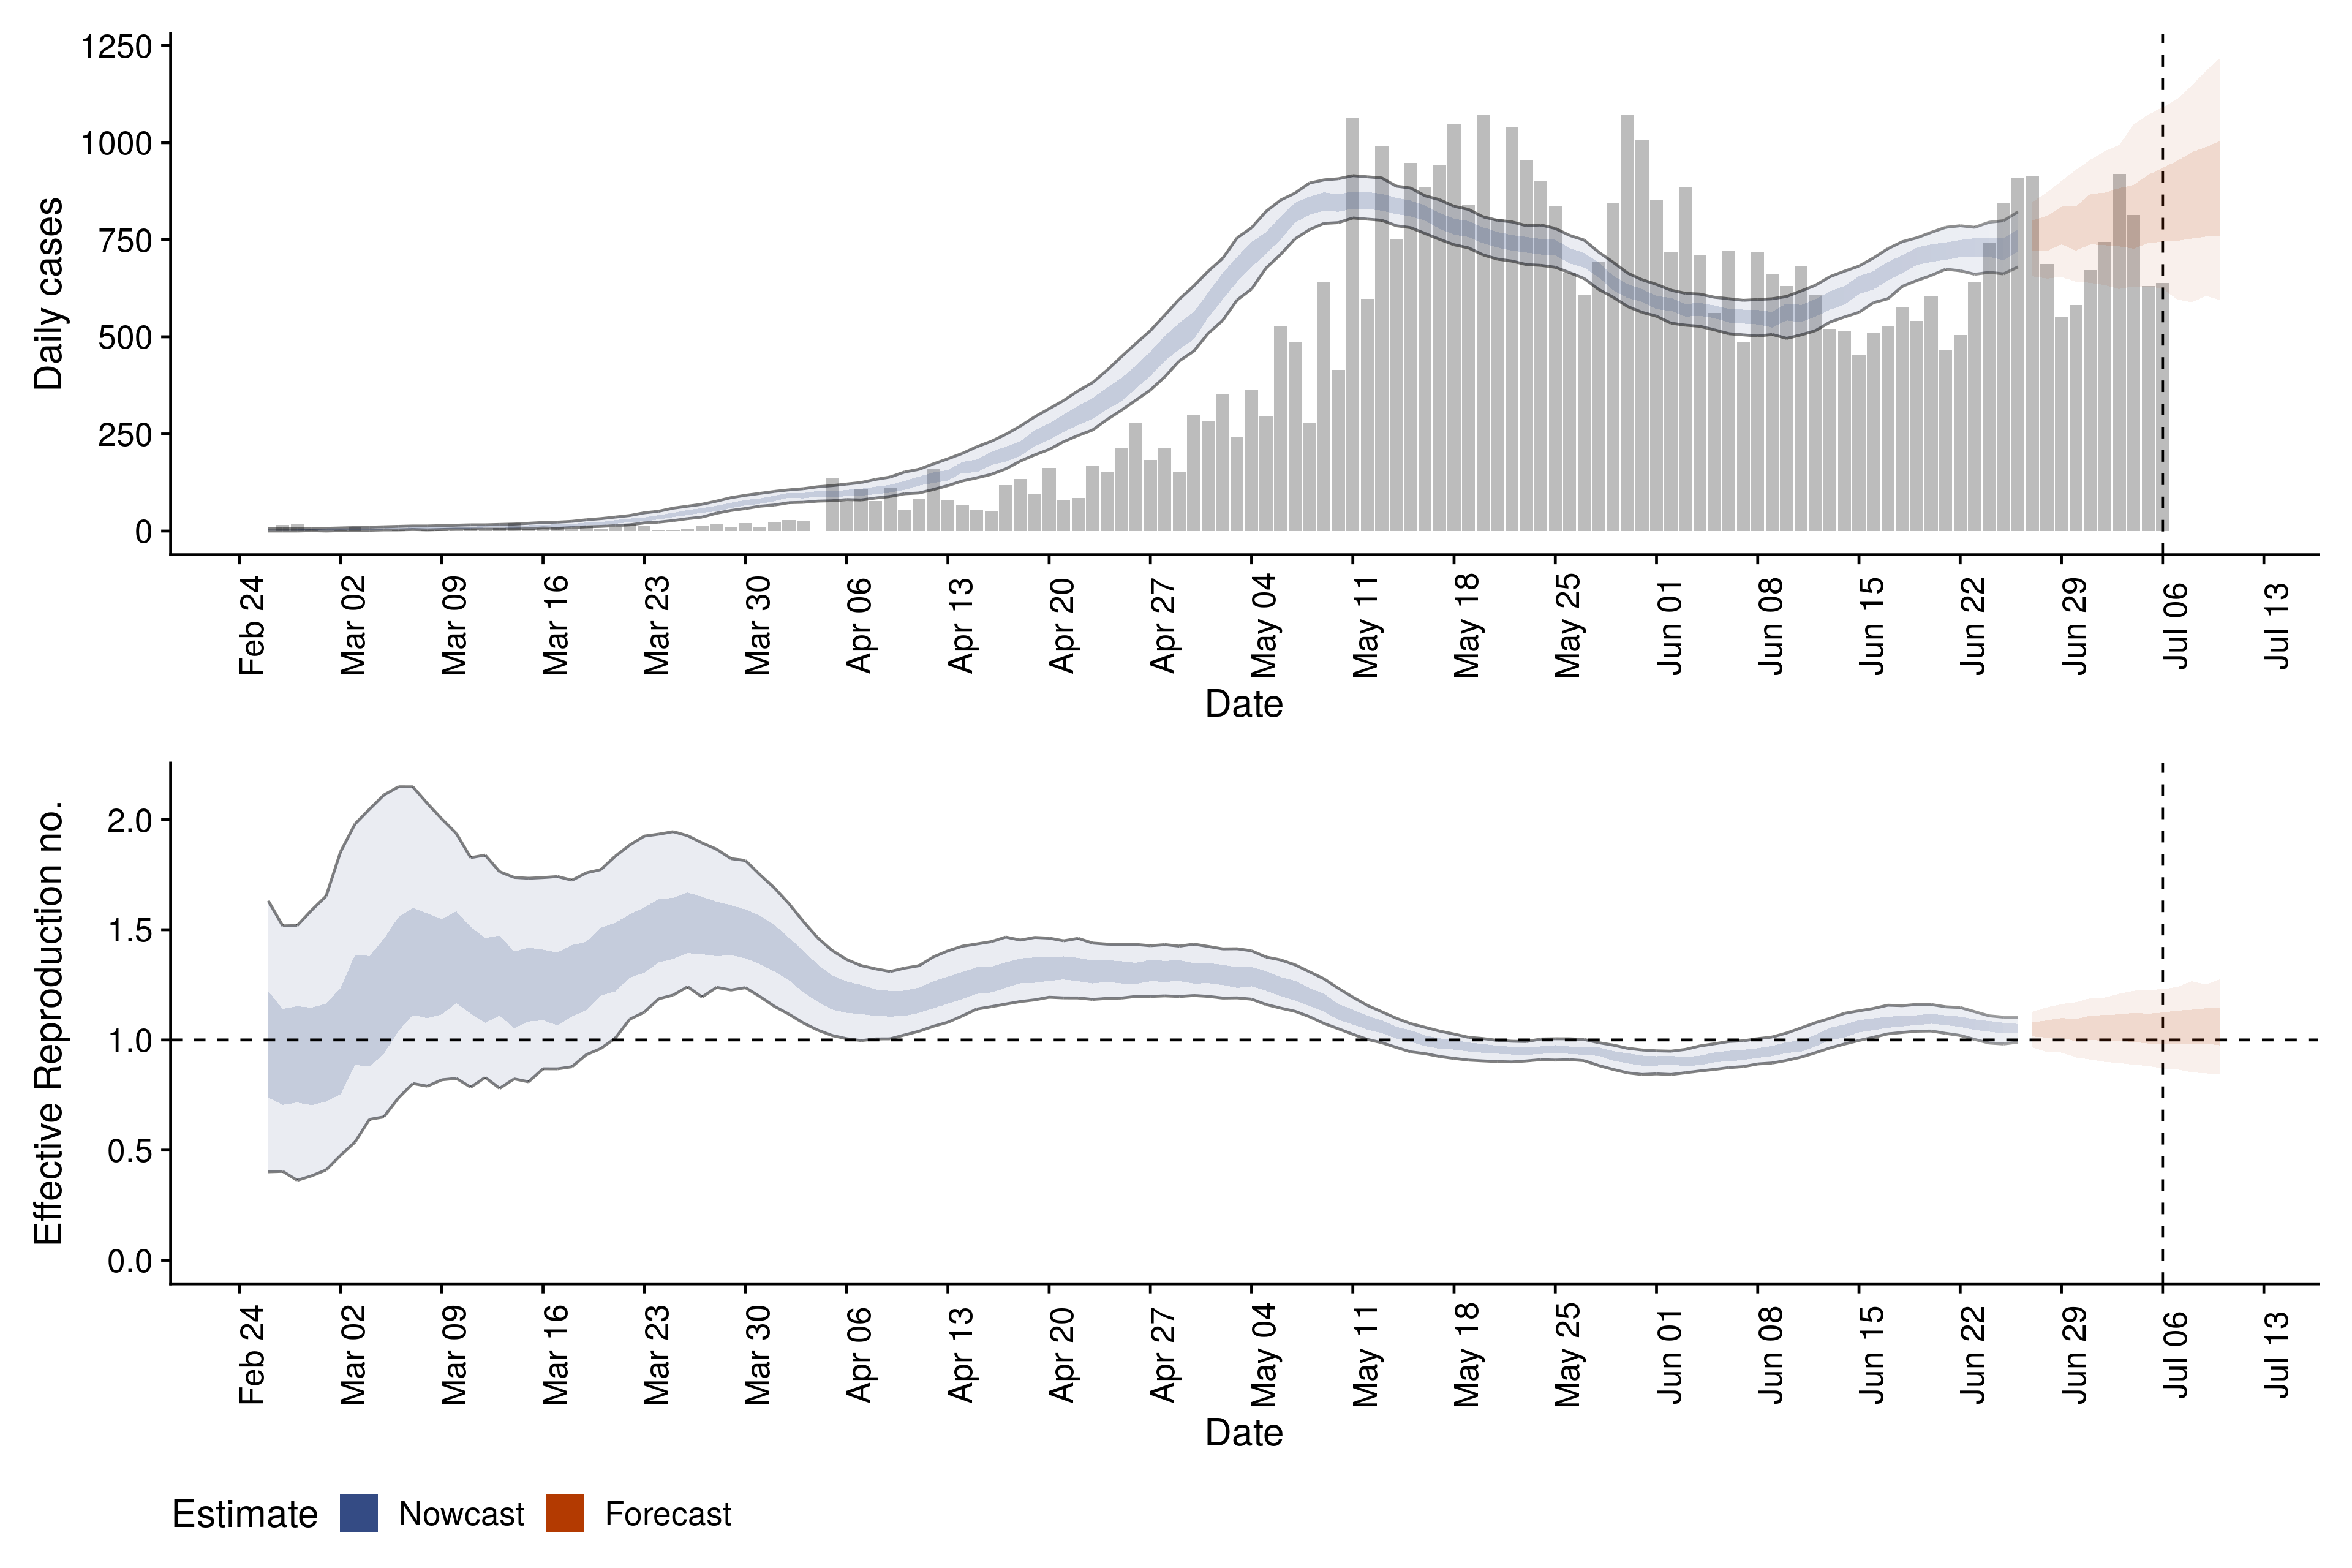 1250
1000
750
500
250
0
Daily cases
Feb 24
Mar 02
Mar 09
Mar 16
Mar 23
Mar 30
Apr 06
Apr 13
Apr 20
Apr 27
May 04
May 11
May 18
May 25
Jun 01
Jun 08
Jun 15
Jun 22
Jun 29
Jul 06
Jul 13
Date
2.0
1.5
1.0
0.5
0.0
Effective Reproduction no.
Feb 24
Mar 02
Mar 09
Mar 16
Mar 23
Mar 30
Apr 06
Apr 13
Apr 20
Apr 27
May 04
May 11
May 18
May 25
Jun 01
Jun 08
Jun 15
Jun 22
Jun 29
Jul 06
Jul 13
Date
Estimate Nowcast Forecast